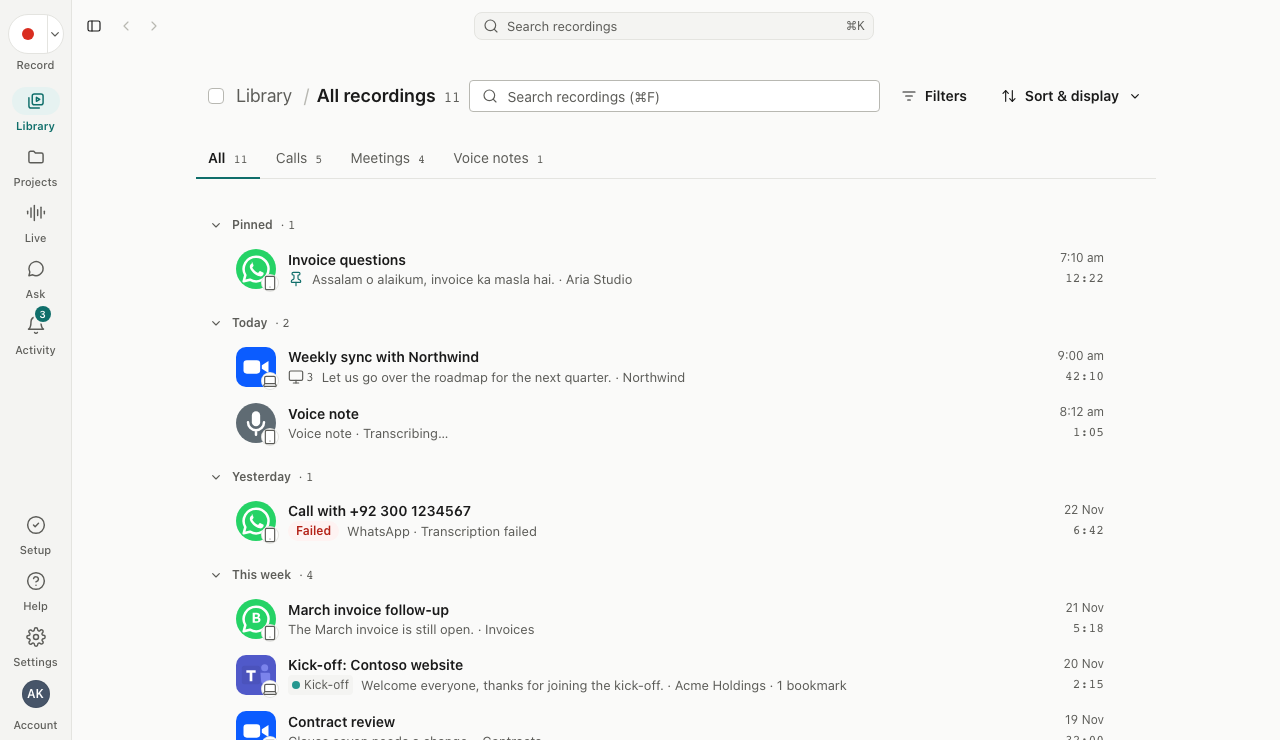 Search recordings ⌘K
Record
Library
Projects
Live
Ask
3
Activity
Setup
Help
Settings
AK
Account
Library / All recordings 11
Search recordings (⌘F)
Filters
Sort & display
All 11
Calls 5
Meetings 4
Voice notes 1
Pinned · 1
Invoice questions
7:10 am
Assalam o alaikum, invoice ka masla hai. · Aria Studio
12:22
Today · 2
Weekly sync with Northwind
9:00 am
3 Let us go over the roadmap for the next quarter. · Northwind
42:10
Voice note
8:12 am
Voice note · Transcribing...
1:05
Yesterday · 1
Call with +92 300 1234567
22 Nov
Failed WhatsApp · Transcription failed
6:42
This week · 4
B
March invoice follow-up
21 Nov
The March invoice is still open. · Invoices
5:18
T
Kick-off: Contoso website
20 Nov
Kick-off Welcome everyone, thanks for joining the kick-off. · Acme Holdings · 1 bookmark
2:15
Contract review
19 Nov